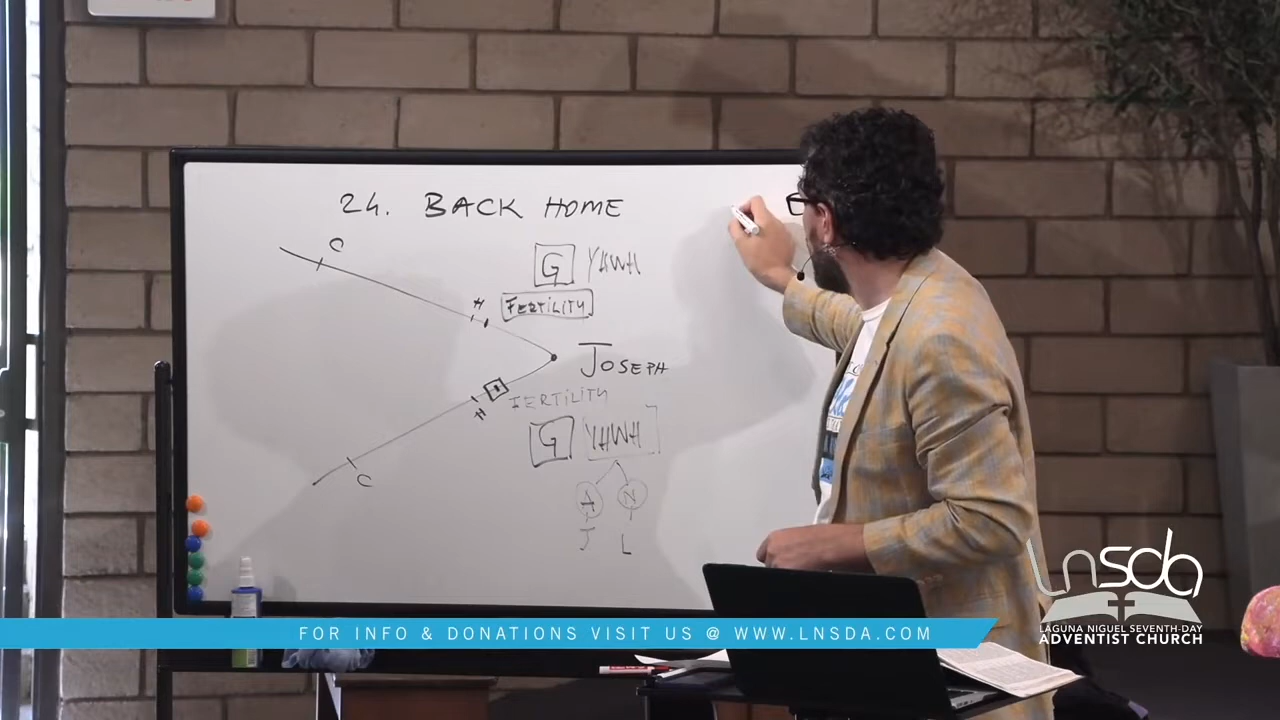 24. BACK HOME
C
G YHWH
H FERTILITY
JOSEPH
H FERTILITY
G YHWH
C
A N
J L
LnSDA
LAGUNA NIGUEL SEVENTH-DAY
ADVENTIST CHURCH
FOR INFO & DONATIONS VISIT US @ WWW.LNSDA.COM